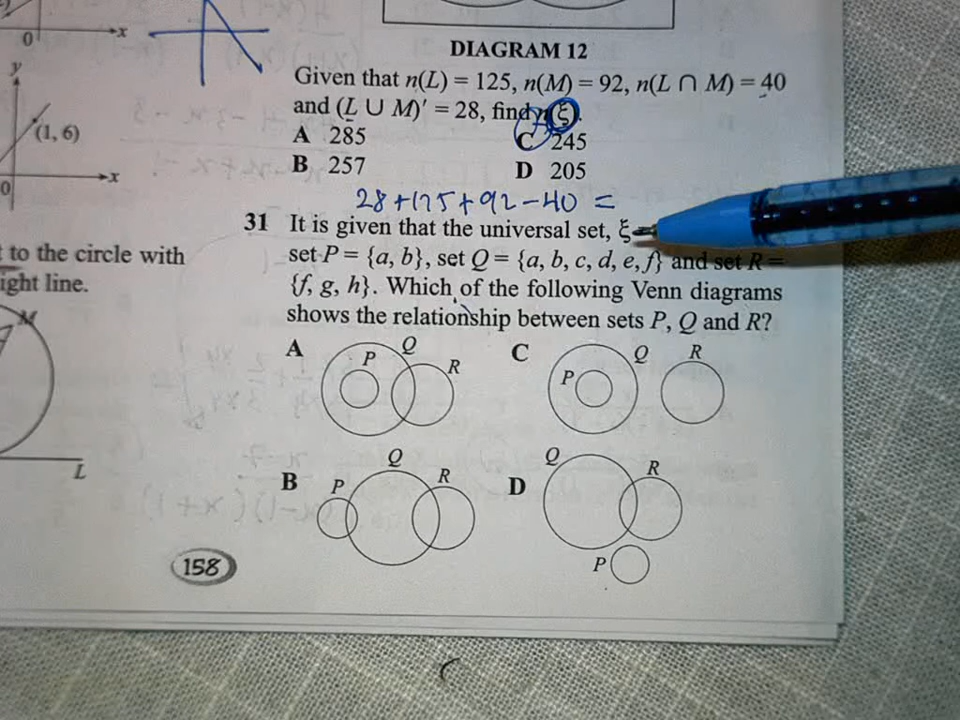 0
x
y
(1, 6)
0
x
to the circle with
ight line.
M
L
DIAGRAM 12
Given that n(L) = 125, n(M) = 92, n(L ∩ M) = 40
and (L ∪ M)′ = 28, find n(ξ).
A 285
C 245
B 257
D 205
28+125+92-40 =
31 It is given that the universal set, ξ
set P = {a, b}, set Q = {a, b, c, d, e, f} and set R =
{f, g, h}. Which of the following Venn diagrams
shows the relationship between sets P, Q and R?
A P Q R
C P Q R
B P Q R
D Q R P
158